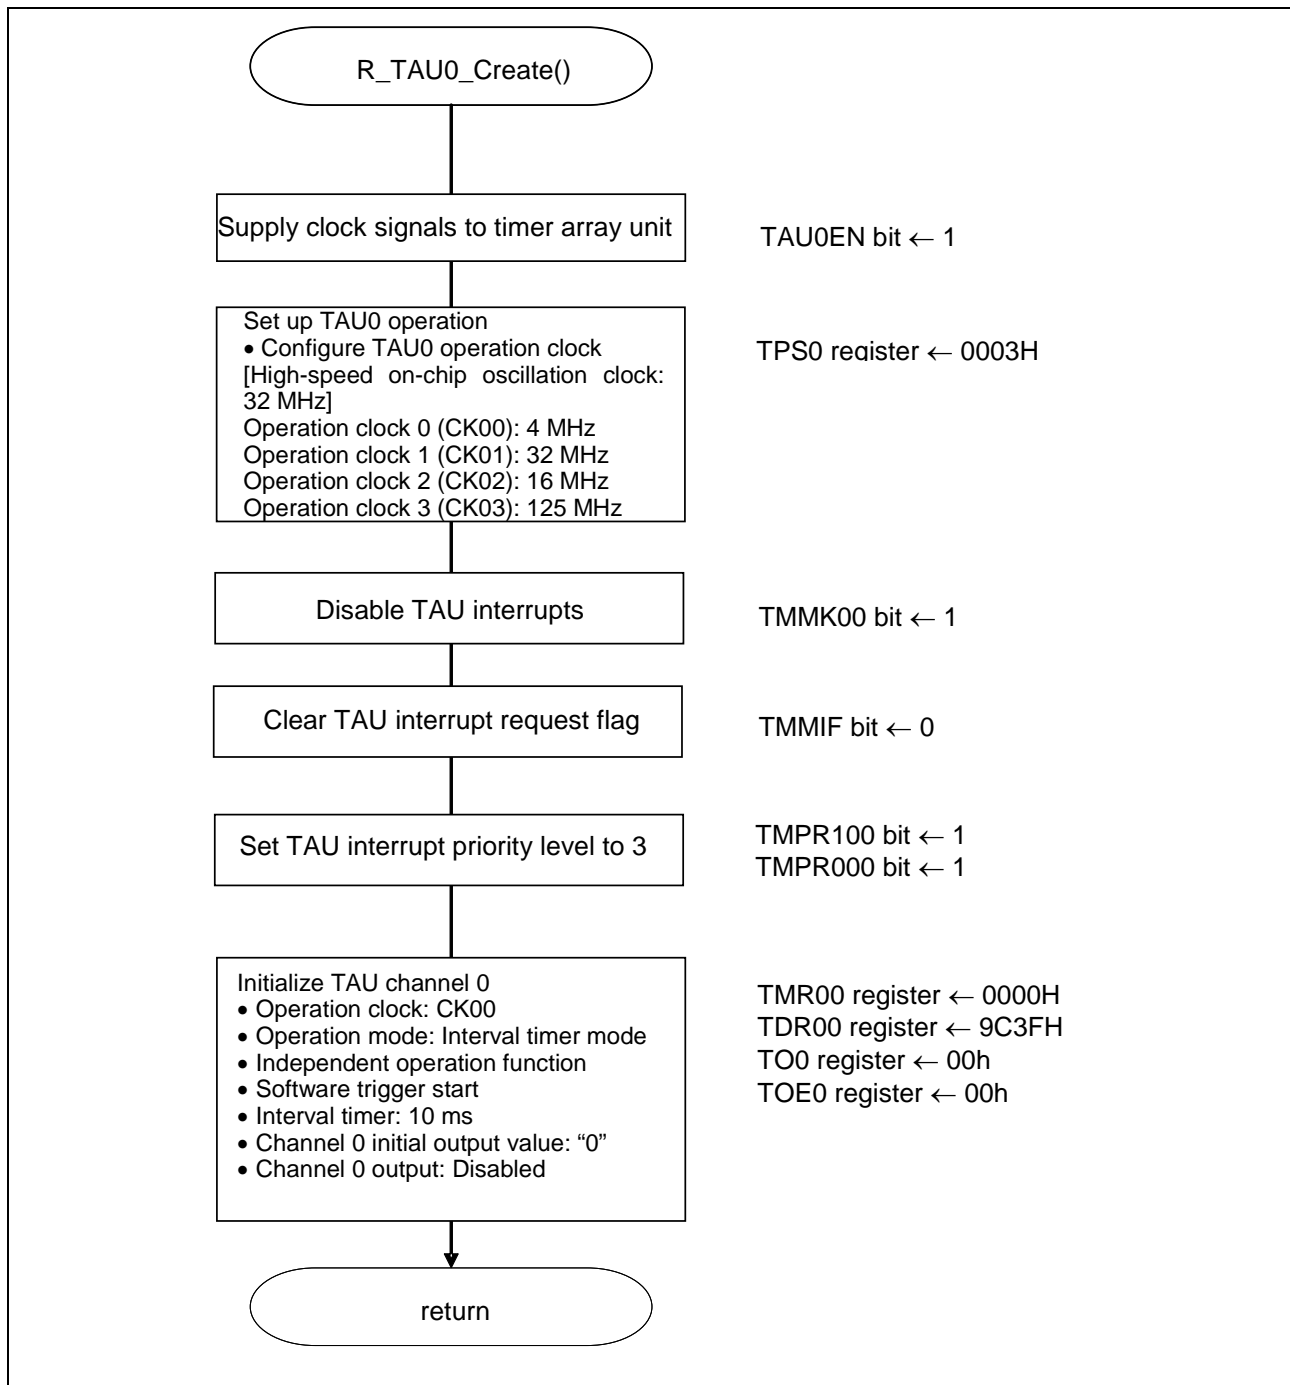 R_TAU0_Create()
Supply clock signals to timer array unit
TAU0EN bit ← 1
Set up TAU0 operation
• Configure TAU0 operation clock
[High-speed on-chip oscillation clock:
32 MHz]
Operation clock 0 (CK00): 4 MHz
Operation clock 1 (CK01): 32 MHz
Operation clock 2 (CK02): 16 MHz
Operation clock 3 (CK03): 125 MHz
TPS0 register ← 0003H
Disable TAU interrupts
TMMK00 bit ← 1
Clear TAU interrupt request flag
TMMIF bit ← 0
Set TAU interrupt priority level to 3
TMPR100 bit ← 1
TMPR000 bit ← 1
Initialize TAU channel 0
• Operation clock: CK00
• Operation mode: Interval timer mode
• Independent operation function
• Software trigger start
• Interval timer: 10 ms
• Channel 0 initial output value: “0”
• Channel 0 output: Disabled
TMR00 register ← 0000H
TDR00 register ← 9C3FH
TO0 register ← 00h
TOE0 register ← 00h
return